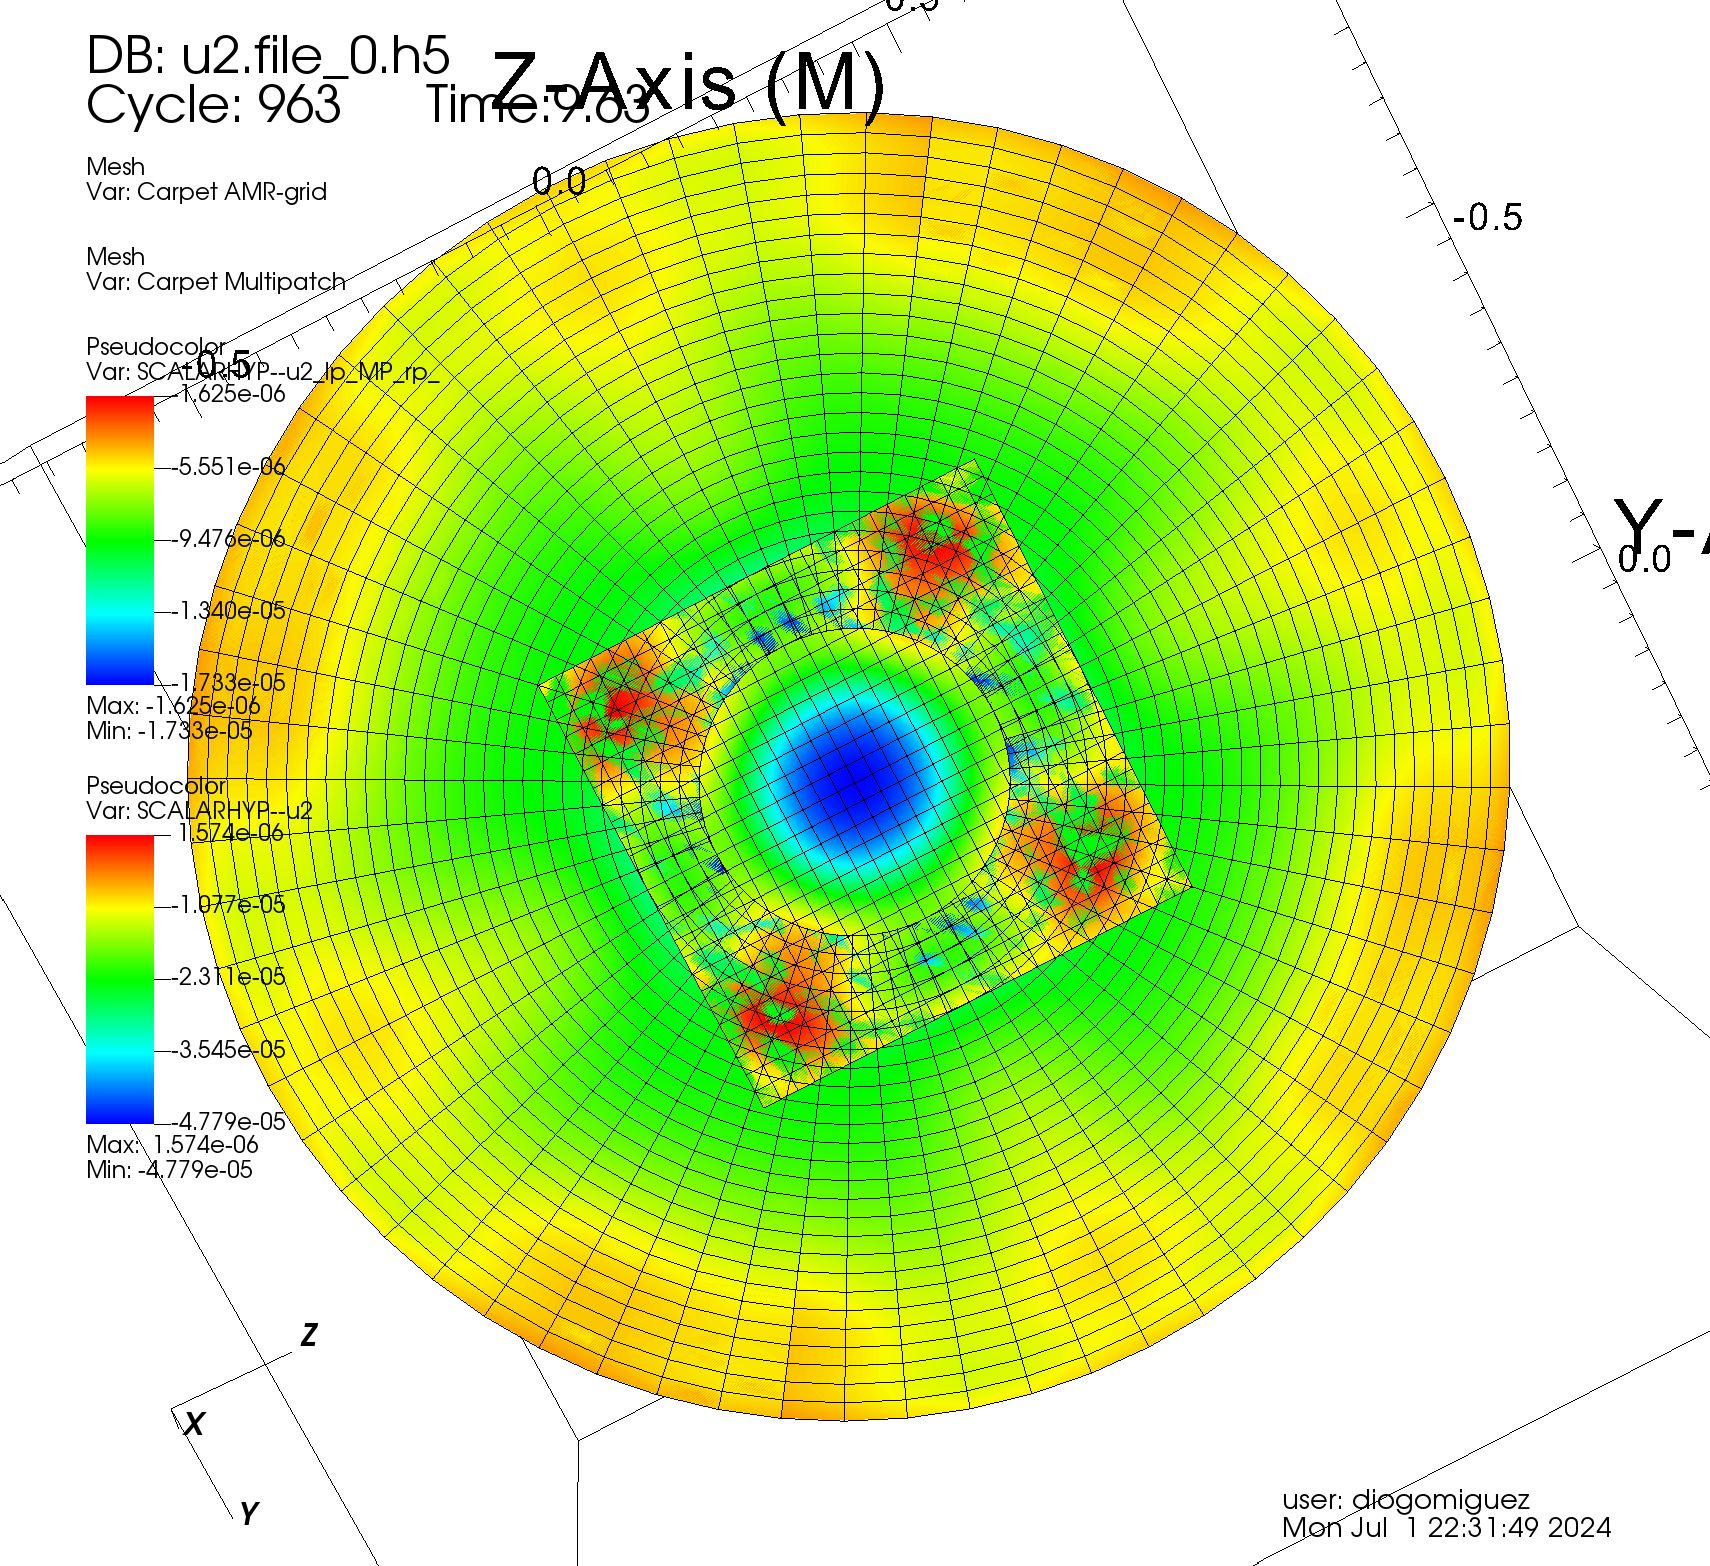 0.5
DB: u2.file_0.h5
Z-Axis (M)
Cycle: 963 Time:9.63
Mesh
Var: Carpet AMR-grid
0.0
-0.5
Mesh
Var: Carpet Multipatch
Pseudocolor
-0.5
Var: SCALARHYP--u2_lp_MP_rp_
-1.625e-06
-5.551e-06
-9.476e-06
-1.340e-05
-1.733e-05
Max: -1.625e-06
Min: -1.733e-05
Y-A
0.0
Pseudocolor
Var: SCALARHYP--u2
1.574e-06
-1.077e-05
-2.311e-05
-3.545e-05
-4.779e-05
Max: 1.574e-06
Min: -4.779e-05
Z
X
Y
user: diogomiguez
Mon Jul 1 22:31:49 2024